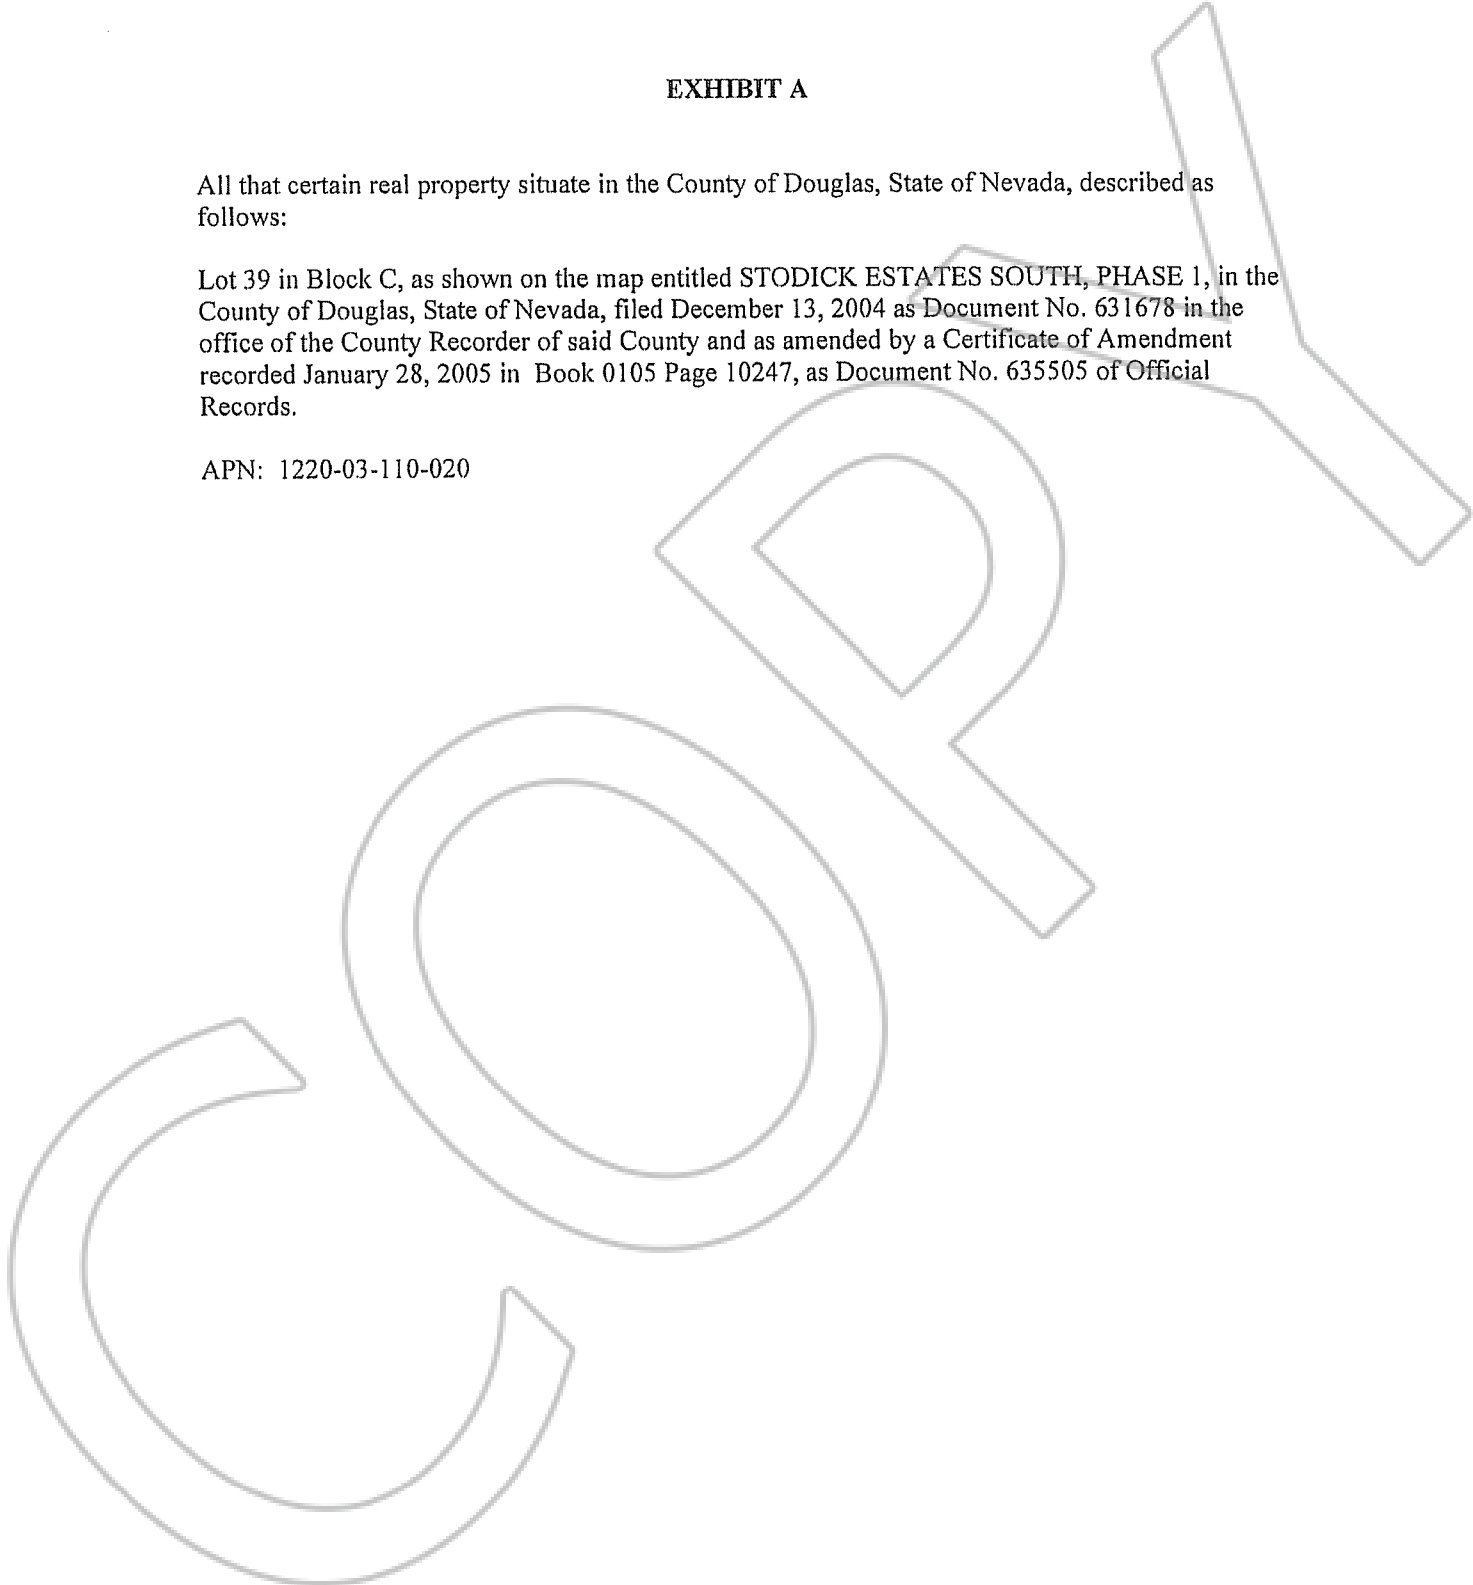 EXHIBIT A
All that certain real property situate in the County of Douglas, State of Nevada, described as
follows:
Lot 39 in Block C, as shown on the map entitled STODICK ESTATES SOUTH, PHASE 1, in the
County of Douglas, State of Nevada, filed December 13, 2004 as Document No. 631678 in the
office of the County Recorder of said County and as amended by a Certificate of Amendment
recorded January 28, 2005 in Book 0105 Page 10247, as Document No. 635505 of Official
Records.
APN: 1220-03-110-020
COPY